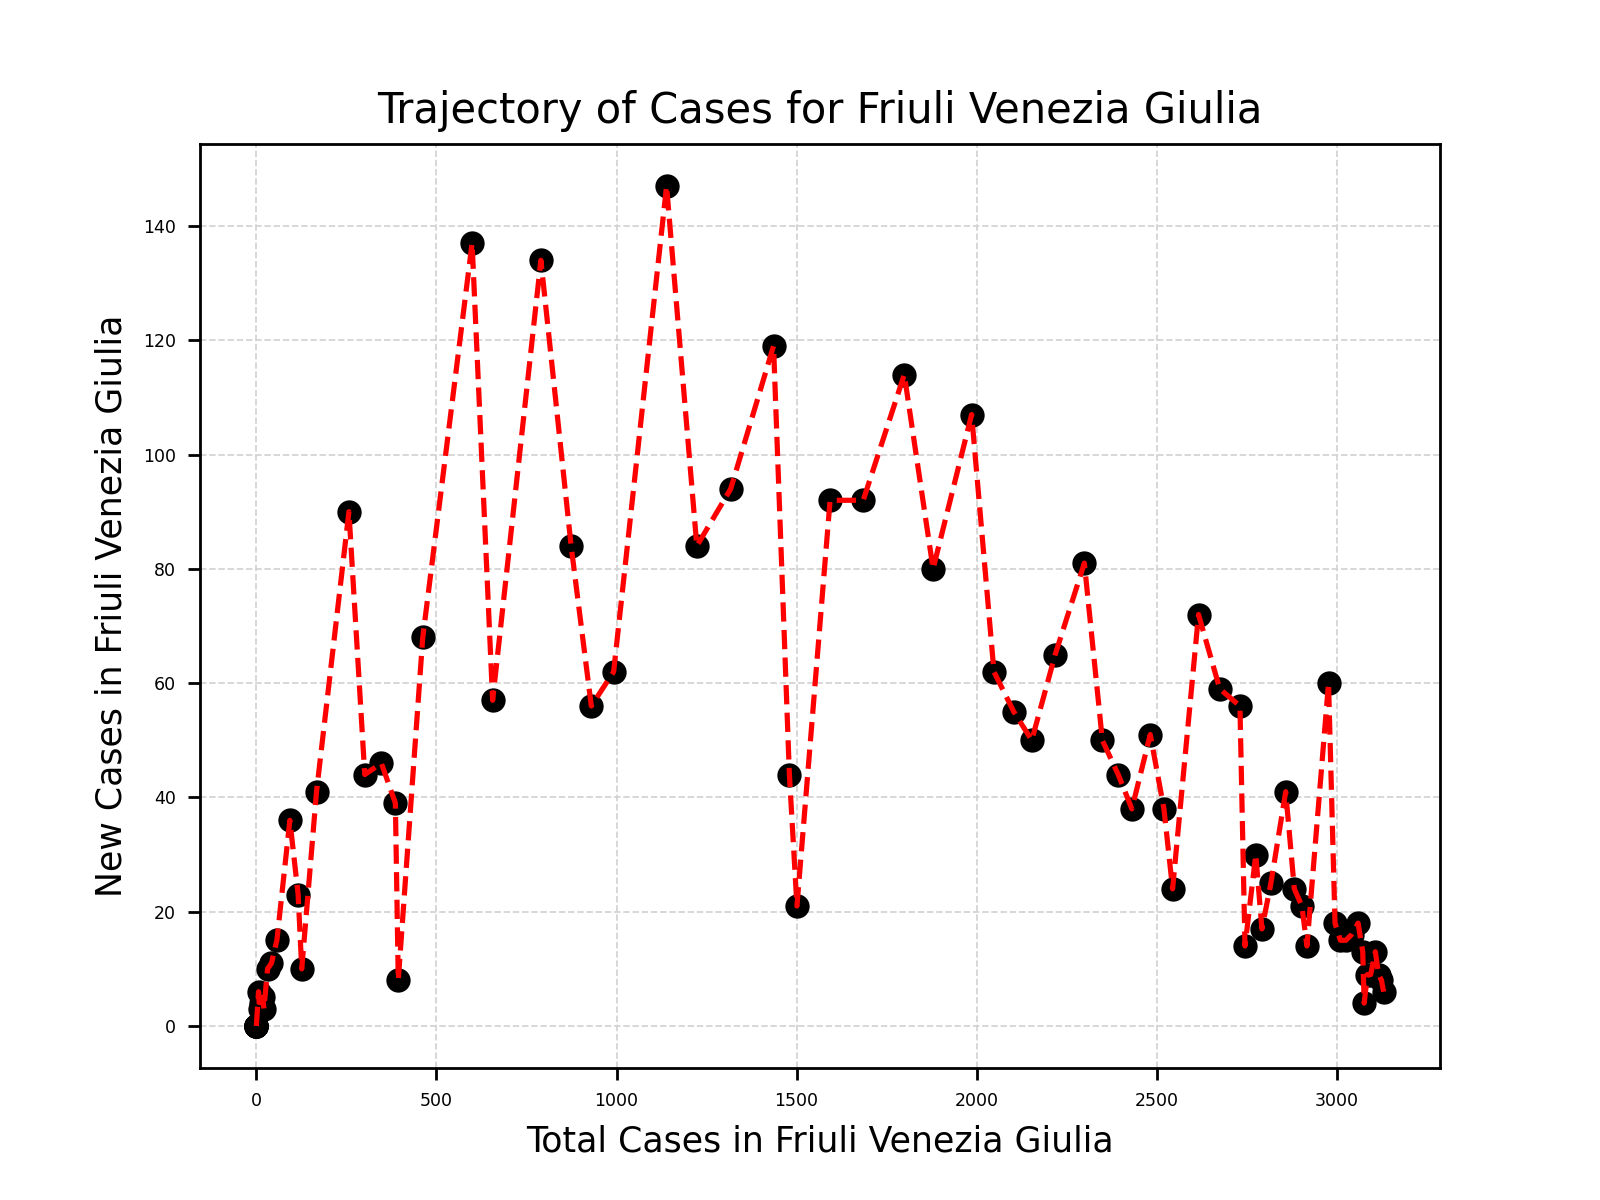 Trajectory of Cases for Friuli Venezia Giulia
New Cases in Friuli Venezia Giulia
140
120
100
80
60
40
20
0
0 500 1000 1500 2000 2500 3000
Total Cases in Friuli Venezia Giulia